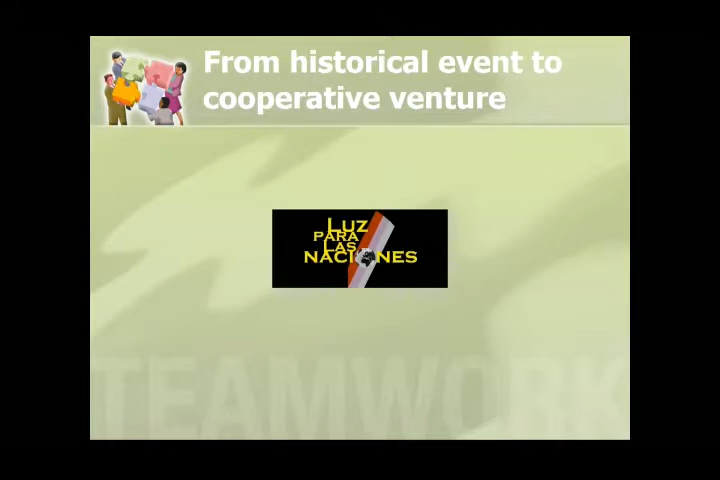 From historical event to
cooperative venture
LUZ
PARA
LAS
NACIONES
TEAMWORK